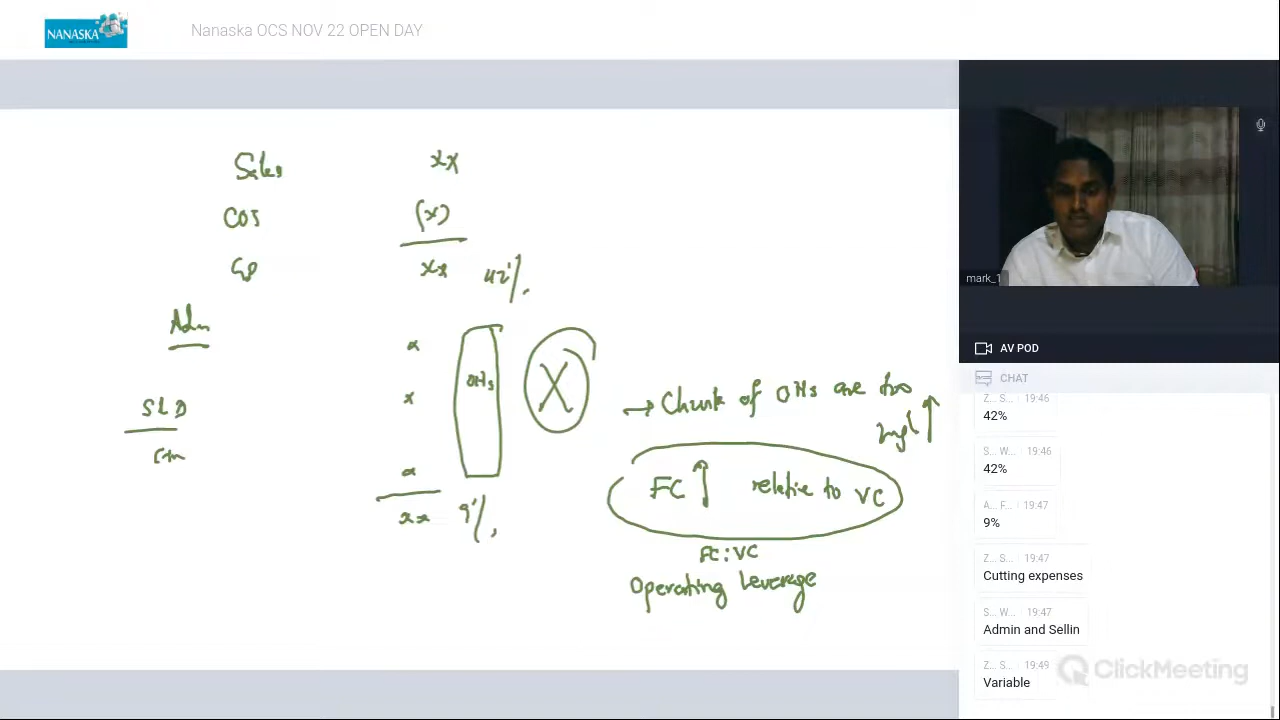 NANASKA
Nanaska OCS NOV 22 OPEN DAY
Sales xx
COS (x)
GP xx 42%
Adm x
OHs X
S&D x
x
xx 9%
→ Chunk of OHs are too
high ↑
FC ↑ relative to VC
FC : VC
Operating Leverage
mark_1
AV POD
CHAT
Z... S... 19:46
42%
S... W... 19:46
42%
A... F... 19:47
9%
Z... S... 19:47
Cutting expenses
S... W... 19:47
Admin and Sellin
Z... S... 19:49
Variable
ClickMeeting